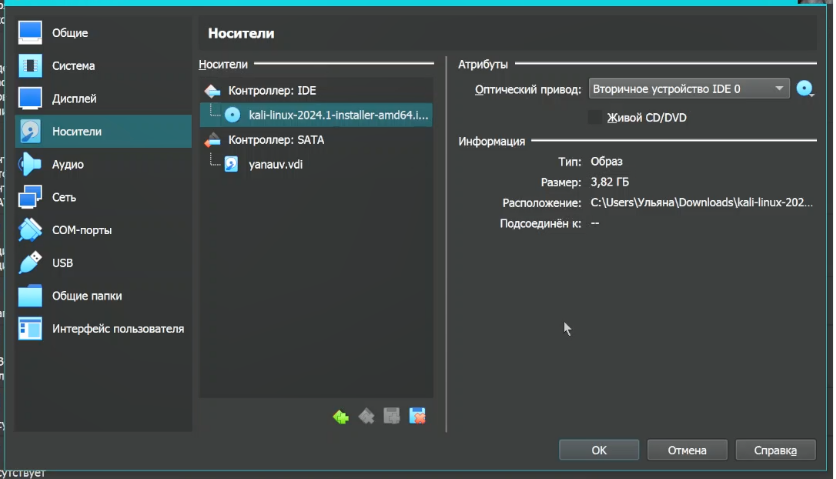 Общие
Система
Дисплей
Носители
Аудио
Сеть
COM-порты
USB
Общие папки
Интерфейс пользователя
Носители
Носители
Контроллер: IDE
kali-linux-2024.1-installer-amd64.i...
Контроллер: SATA
yanauv.vdi
Атрибуты
Оптический привод: Вторичное устройство IDE 0
Живой CD/DVD
Информация
Тип: Образ
Размер: 3,82 ГБ
Расположение: C:\Users\Ульяна\Downloads\kali-linux-202...
Подсоединён к: --
OK Отмена Справка